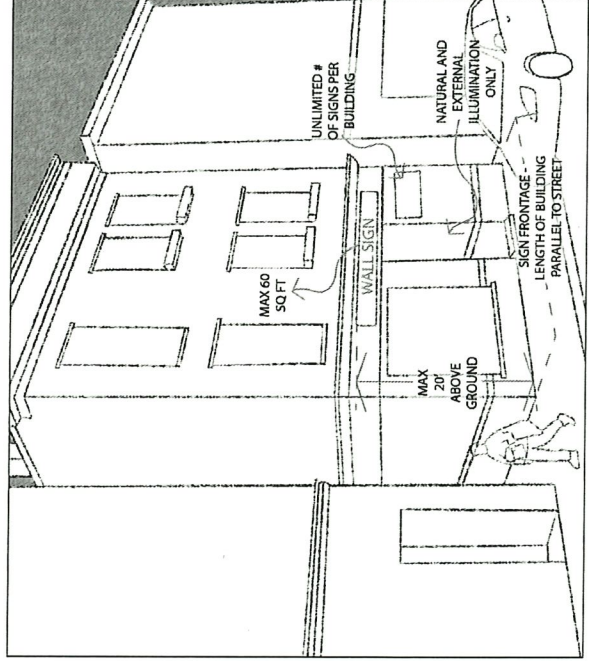 UNLIMITED #
OF SIGNS PER
BUILDING
NATURAL AND
EXTERNAL
ILLUMINATION
ONLY
MAX 60
SQ FT
WALL SIGN
MAX
20'
ABOVE
GROUND
SIGN FRONTAGE -
LENGTH OF BUILDING
PARALLEL TO STREET